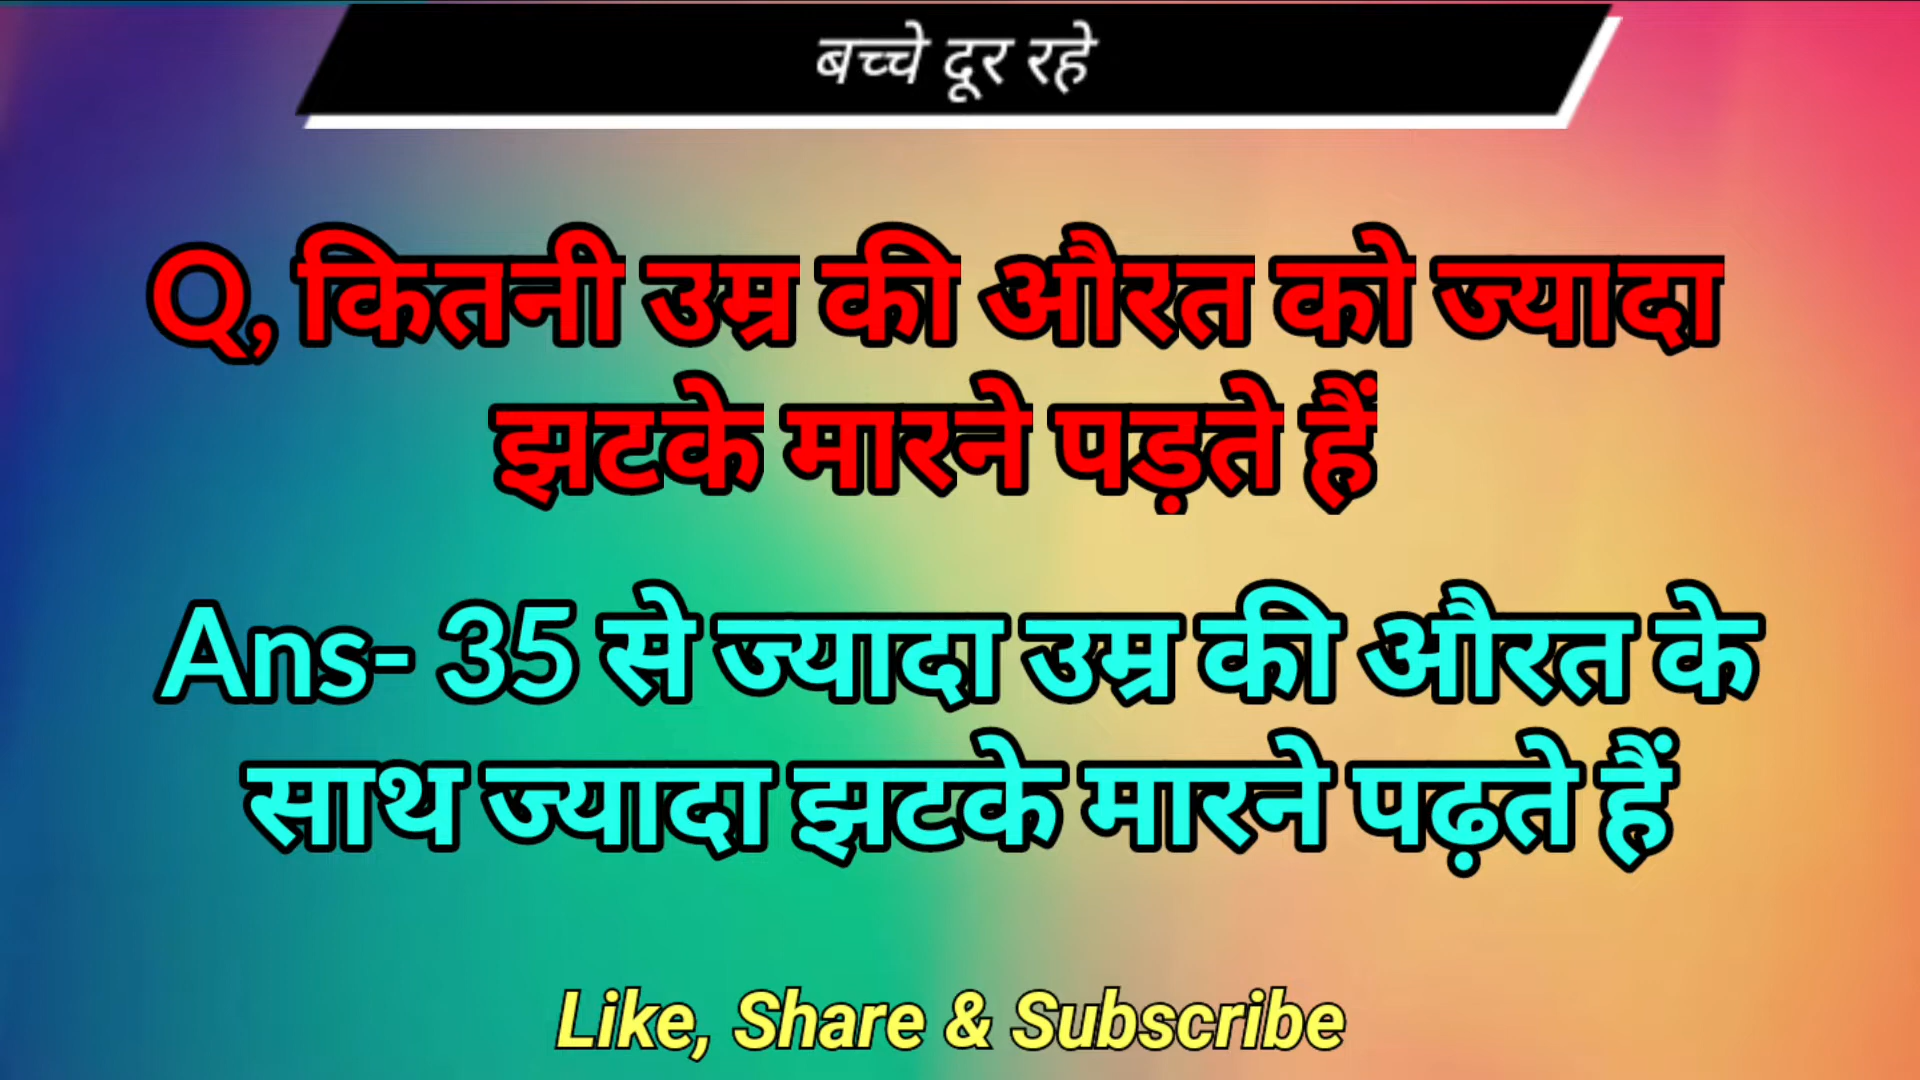 बच्चे दूर रहे
Q, कितनी उम्र की औरत को ज्यादा
झटके मारने पड़ते हैं
Ans- 35 से ज्यादा उम्र की औरत के
साथ ज्यादा झटके मारने पढ़ते हैं
Like, Share & Subscribe